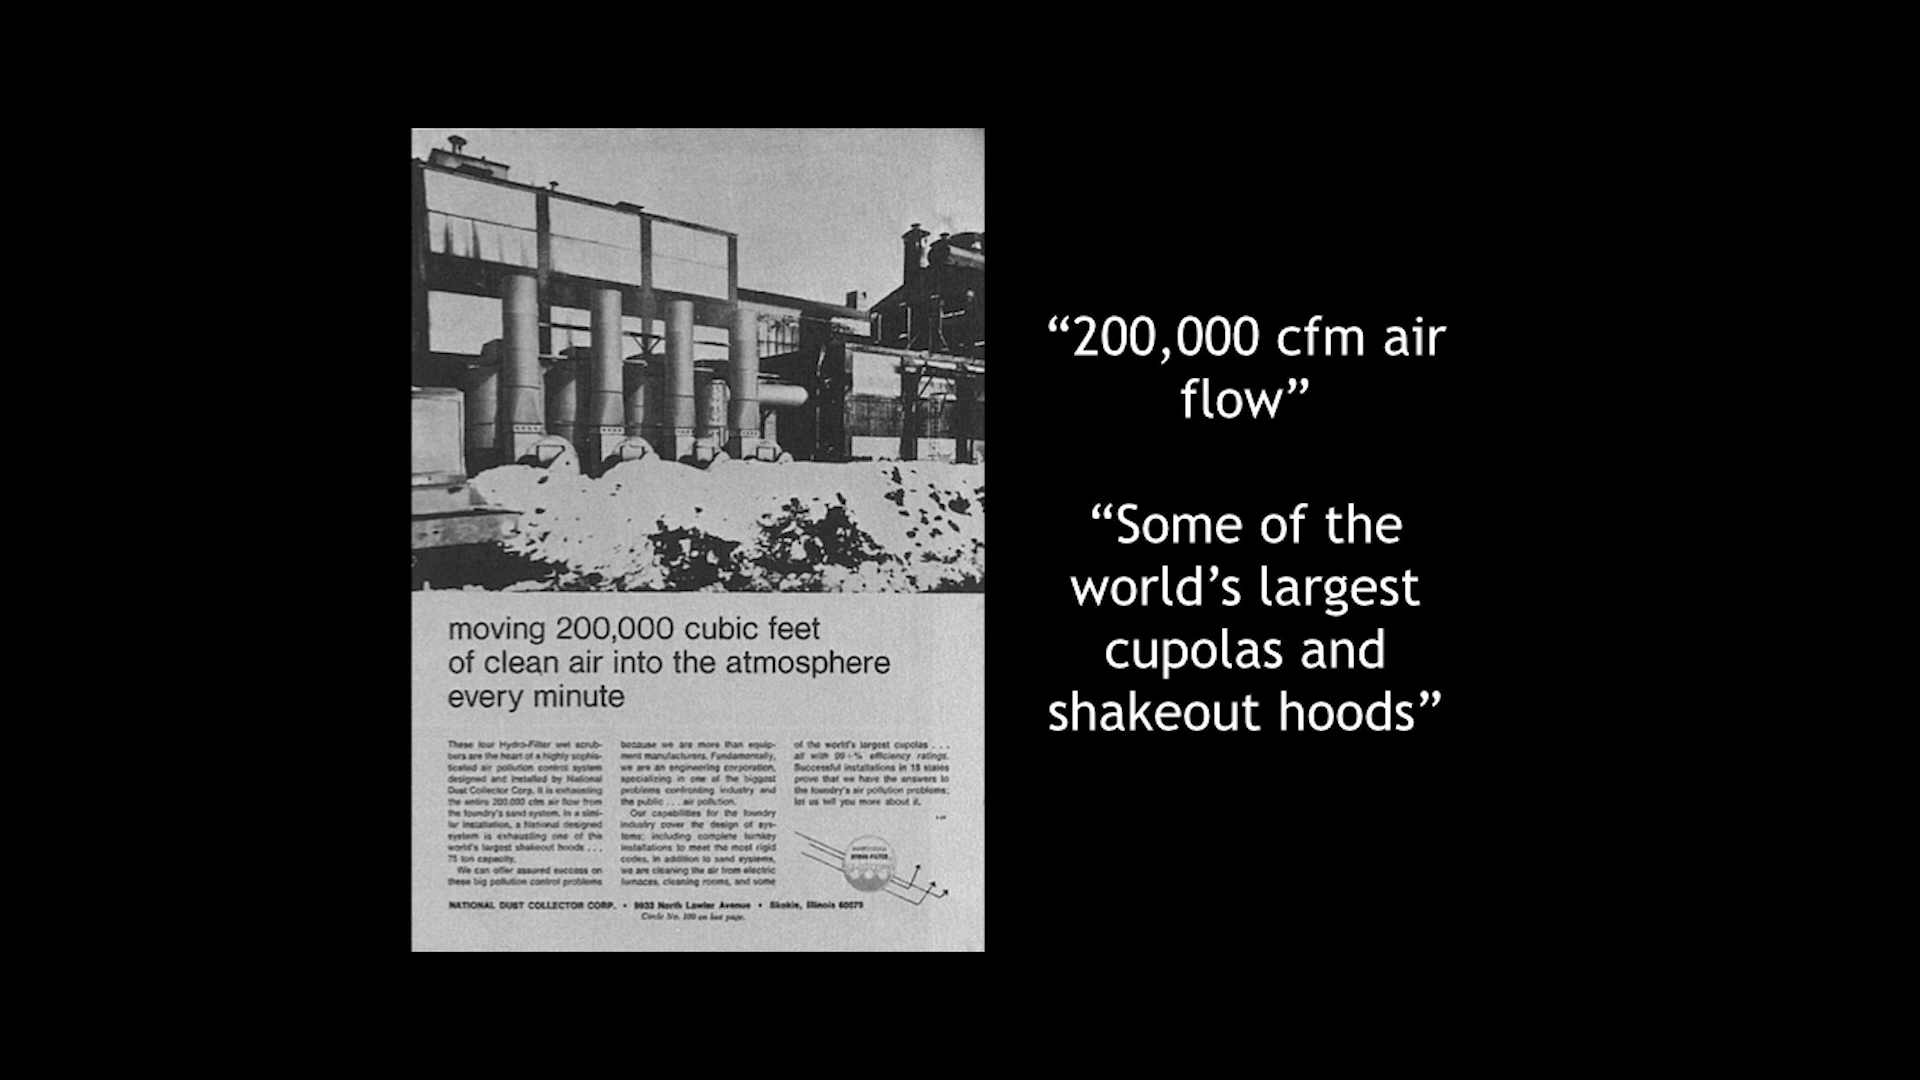 moving 200,000 cubic feet
of clean air into the atmosphere
every minute
These four Hydro-Filter wet scrub-
bers are the heart of a highly sophis-
ticated air pollution control system
designed and installed by National
Dust Collector Corp. It is exhausting
the entire 200,000 cfm air flow from
the foundry's sand system. In a simi-
lar installation, a National designed
system is exhausting one of the
world's largest shakeout hoods . . .
75 ton capacity.
We can offer assured success on
these big pollution control problems
because we are more than equip-
ment manufacturers. Fundamentally,
we are an engineering corporation,
specializing in one of the biggest
problems confronting industry and
the public . . . air pollution.
Our capabilities for the foundry
industry cover the design of sys-
tems; including complete turnkey
installations to meet the most rigid
codes. In addition to sand systems,
we are cleaning the air from electric
furnaces, cleaning rooms, and some
of the world's largest cupolas . . .
all with 99+% efficiency ratings.
Successful installations in 18 states
prove that we have the answers to
the foundry's air pollution problems;
let us tell you more about it.
HYDRO-FILTER
NATIONAL DUST COLLECTOR CORP. • 9933 North Lawler Avenue • Skokie, Illinois
Circle No. 109 on last page.
“200,000 cfm air
flow”
“Some of the
world’s largest
cupolas and
shakeout hoods”